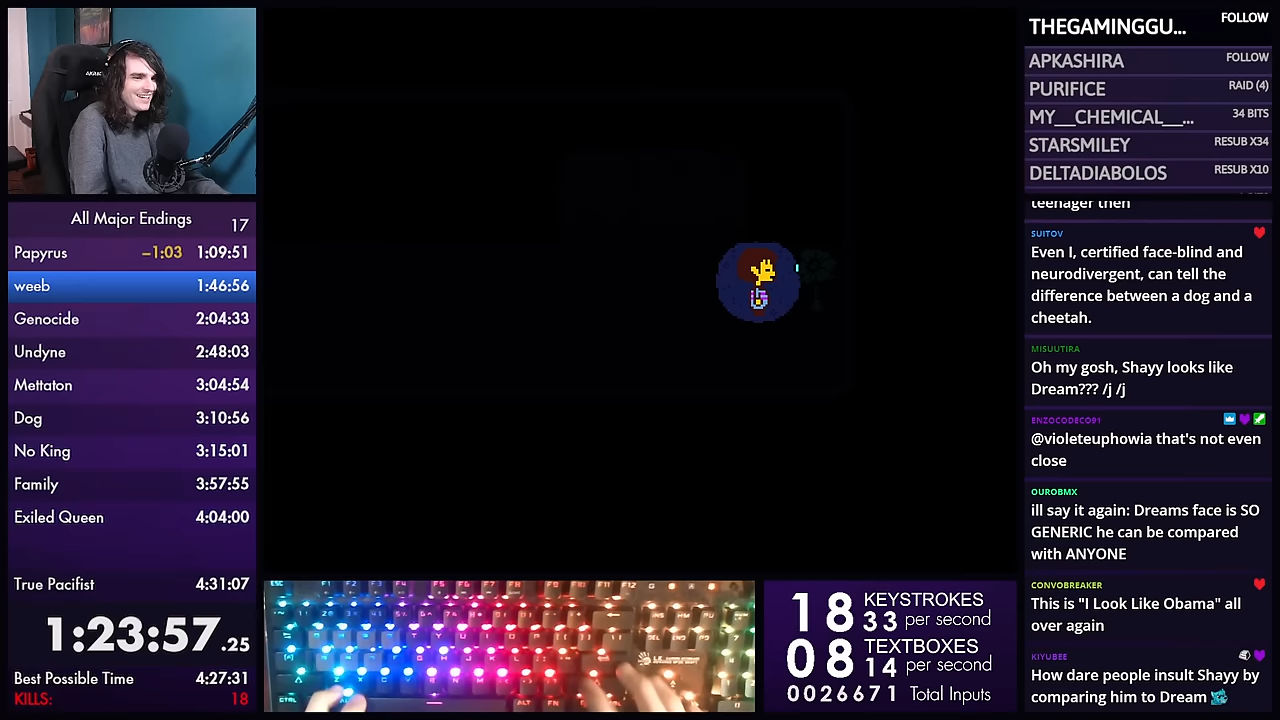 All Major Endings
17
Papyrus −1:03 1:09:51
weeb 1:46:56
Genocide 2:04:33
Undyne 2:48:03
Mettaton 3:04:54
Dog 3:10:56
No King 3:15:01
Family 3:57:55
Exiled Queen 4:04:00
True Pacifist 4:31:07
1:23:57.25
Best Possible Time 4:27:31
KILLS: 18
18 33 KEYSTROKES
per second
08 14 TEXTBOXES
per second
0026671 Total Inputs
THEGAMINGGU... FOLLOW
APKASHIRA FOLLOW
PURIFICE RAID (4)
MY__CHEMICAL__... 34 BITS
STARSMILEY RESUB X34
DELTADIABOLOS RESUB X10
teenager then
SUITOV
Even I, certified face-blind and
neurodivergent, can tell the
difference between a dog and a
cheetah.
MISUUTIRA
Oh my gosh, Shayy looks like
Dream??? /j /j
ENZOCODECO91
@violeteuphowia that's not even
close
OUROBMX
ill say it again: Dreams face is SO
GENERIC he can be compared
with ANYONE
CONVOBREAKER
This is "I Look Like Obama" all
over again
KIYUBEE
How dare people insult Shayy by
comparing him to Dream